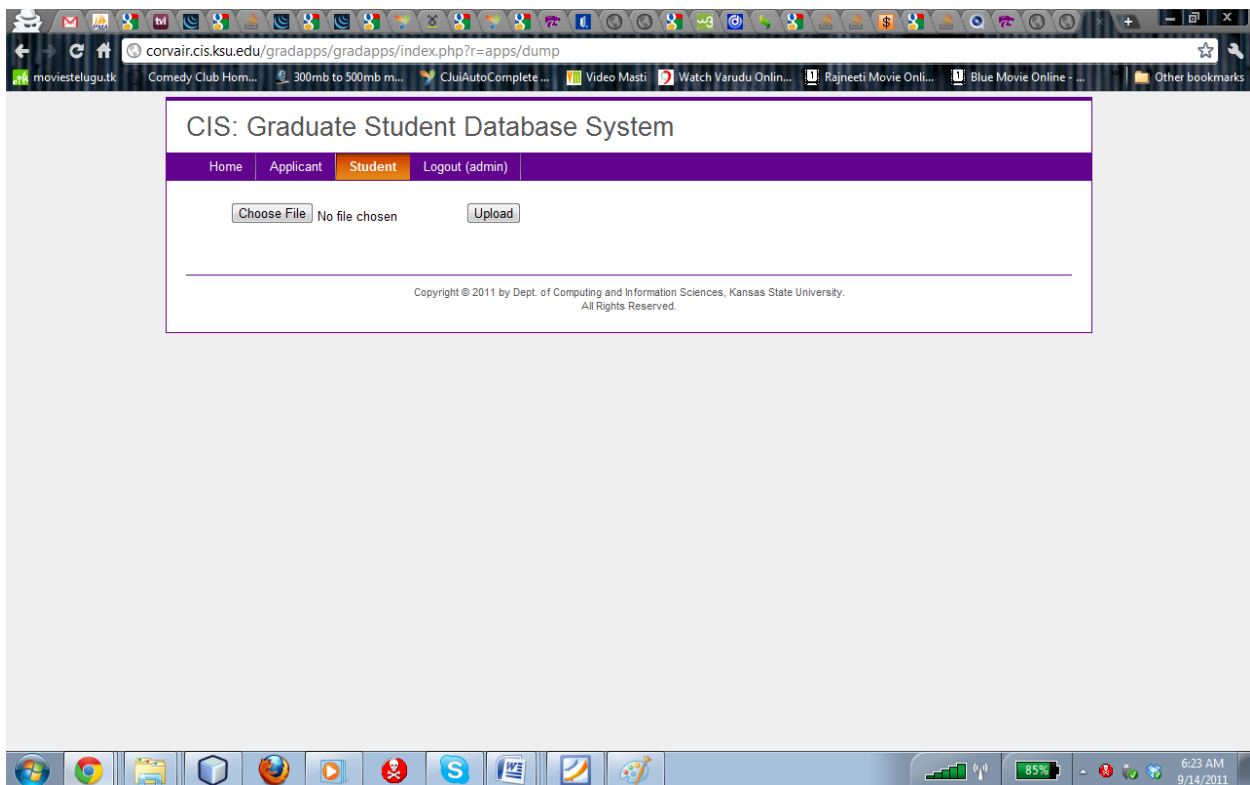 corvair.cis.ksu.edu/gradapps/gradapps/index.php?r=apps/dump
moviestelugu.tk Comedy Club Hom... 300mb to 500mb m... CJuiAutoComplete ... Video Masti Watch Varudu Onlin... Rajneeti Movie Onli... Blue Movie Online - ... Other bookmarks
CIS: Graduate Student Database System
Home Applicant Student Logout (admin)
Choose File No file chosen Upload
Copyright © 2011 by Dept. of Computing and Information Sciences, Kansas State University.
All Rights Reserved.
85% 6:23 AM
9/14/2011